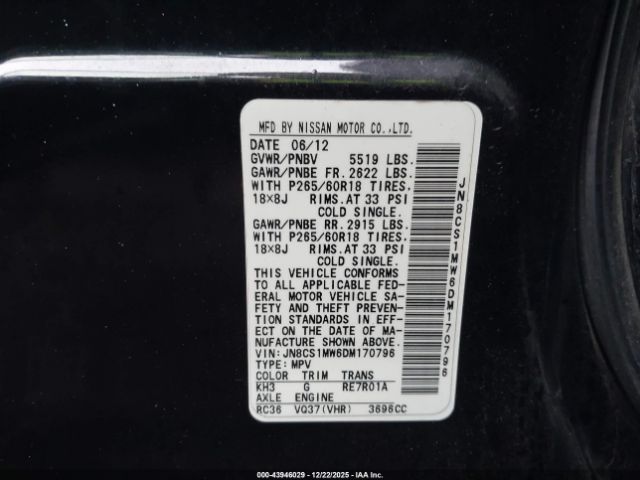 MFD BY NISSAN MOTOR CO.,LTD.
DATE 06/12
GVWR/PNBV 5519 LBS.
GAWR/PNBE FR. 2622 LBS.
WITH P265/60R18 TIRES.
18×8J RIMS. AT 33 PSI
COLD SINGLE.
GAWR/PNBE RR. 2915 LBS.
WITH P265/60R18 TIRES.
18×8J RIMS. AT 33 PSI
COLD SINGLE.
THIS VEHICLE CONFORMS
TO ALL APPLICABLE FED-
ERAL MOTOR VEHICLE SA-
FETY AND THEFT PREVEN-
TION STANDARDS IN EFF-
ECT ON THE DATE OF MA-
NUFACTURE SHOWN ABOVE.
VIN: JN8CS1MW6DM170796
TYPE: MPV
COLOR TRIM TRANS
KH3 G RE7R01A
AXLE ENGINE
RC36 VQ37(VHR) 3696CC
JN8CS1MW6DM170796
000-43946029 - 12/22/2025 - IAAI.COM